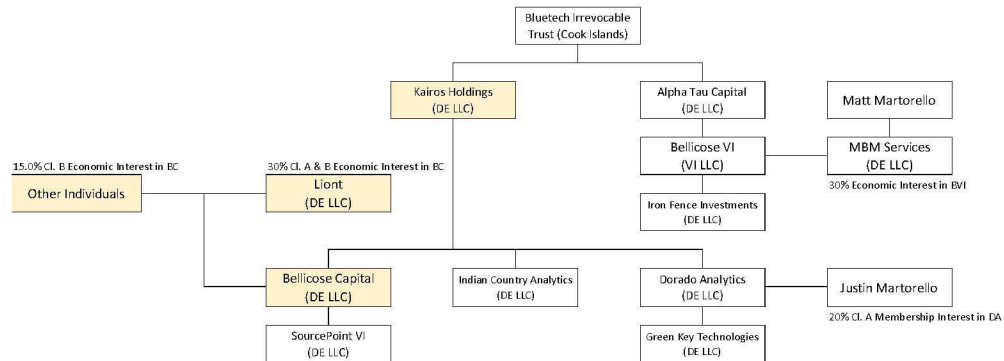 Bluetech Irrevocable
Trust (Cook Islands)
Kairos Holdings
(DE LLC)
Alpha Tau Capital
(DE LLC)
Matt Martorello
15.0% Cl. B Economic Interest in BC
Other Individuals
30% Cl. A & B Economic Interest in BC
Liont
(DE LLC)
Bellicose VI
(VI LLC)
MBM Services
(DE LLC)
30% Economic Interest in BVI
Iron Fence Investments
(DE LLC)
Bellicose Capital
(DE LLC)
Indian Country Analytics
(DE LLC)
Dorado Analytics
(DE LLC)
Justin Martorello
20% Cl. A Membership Interest in DA
SourcePoint VI
(DE LLC)
Green Key Technologies
(DE LLC)